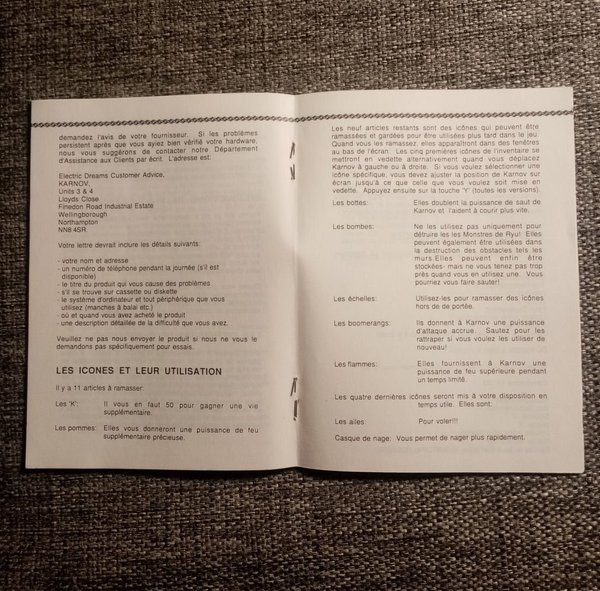 demandez l'avis de votre fournisseur. Si les problèmes
persistent après que vous ayiez bien vérifié votre hardware,
nous vous suggérons de contacter notre Département
d'Assistance aux Clients par écrit. L'adresse est:
Electric Dreams Customer Advice,
KARNOV,
Units 3 & 4
Lloyds Close
Finedon Road Industrial Estate
Wellingborough
Northampton
NN8 4SR
Votre lettre devrait inclure les détails suivants:
- votre nom et adresse
- un numéro de téléphone pendant la journée (s'il est
disponible)
- le titre du produit qui vous cause des problèmes
- s'il se trouve sur cassette ou diskette
- le système d'ordinateur et tout périphérique que vous
utilisez (manches à balai etc.)
- où et quand vous avez acheté le produit
- une description détaillée de la difficulté que vous avez.
Veuillez ne pas nous envoyer le produit si nous ne le
demandons pas spécifiquement pour essais.
LES ICONES ET LEUR UTILISATION
Il y a 11 articles à ramasser:
Les 'K': Il vous en faut 50 pour gagner une vie
supplémentaire.
Les pommes: Elles vous donneront une puissance de feu
supplémentaire précieuse.
Les neuf articles restants sont des icônes qui peuvent être
ramassées et gardées pour être utilisées plus tard dans le jeu.
Quand vous les ramassez, elles apparaîtront dans des fenêtres
au bas de l'écran. Les cinq premières icônes de l'inventaire se
mettront en vedette alternativement quand vous déplacez
Karnov à gauche ou à droite. Si vous voulez sélectionner une
icône spécifique, vous devez ajuster la position de Karnov sur
écran jusqu'à ce que celle que vous voulez soit mise en
vedette. Appuyez ensuite sur la touche 'Y' (toutes les versions).
Les bottes: Elles doublent la puissance de saut de
Karnov et l'aident à courir plus vite.
Les bombes: Ne les utilisez pas uniquement pour
détruire les les Monstres de Ryu! Elles
peuvent également être utilisées dans
la destruction des obstacles tels les
murs.Elles peuvent enfin être
stockées- mais ne vous tenez pas trop
près quand vous en utilisez une. Vous
pourriez vous faire sauter!
Les échelles: Utilisez-les pour ramasser des icônes
hors de de portée.
Les boomerangs: Ils donnent à Karnov une puissance
d'attaque accrue. Sautez pour les
rattraper si vous voulez les utiliser de
nouveau!
Les flammes: Elles fournissent à Karnov une
puissance de feu supérieure pendant
un temps limité.
Les quatre dernières icônes seront mis à votre disposition en
temps utile. Elles sont:
Les ailes: Pour voler!!!
Casque de nage: Vous permet de nager plus rapidement.